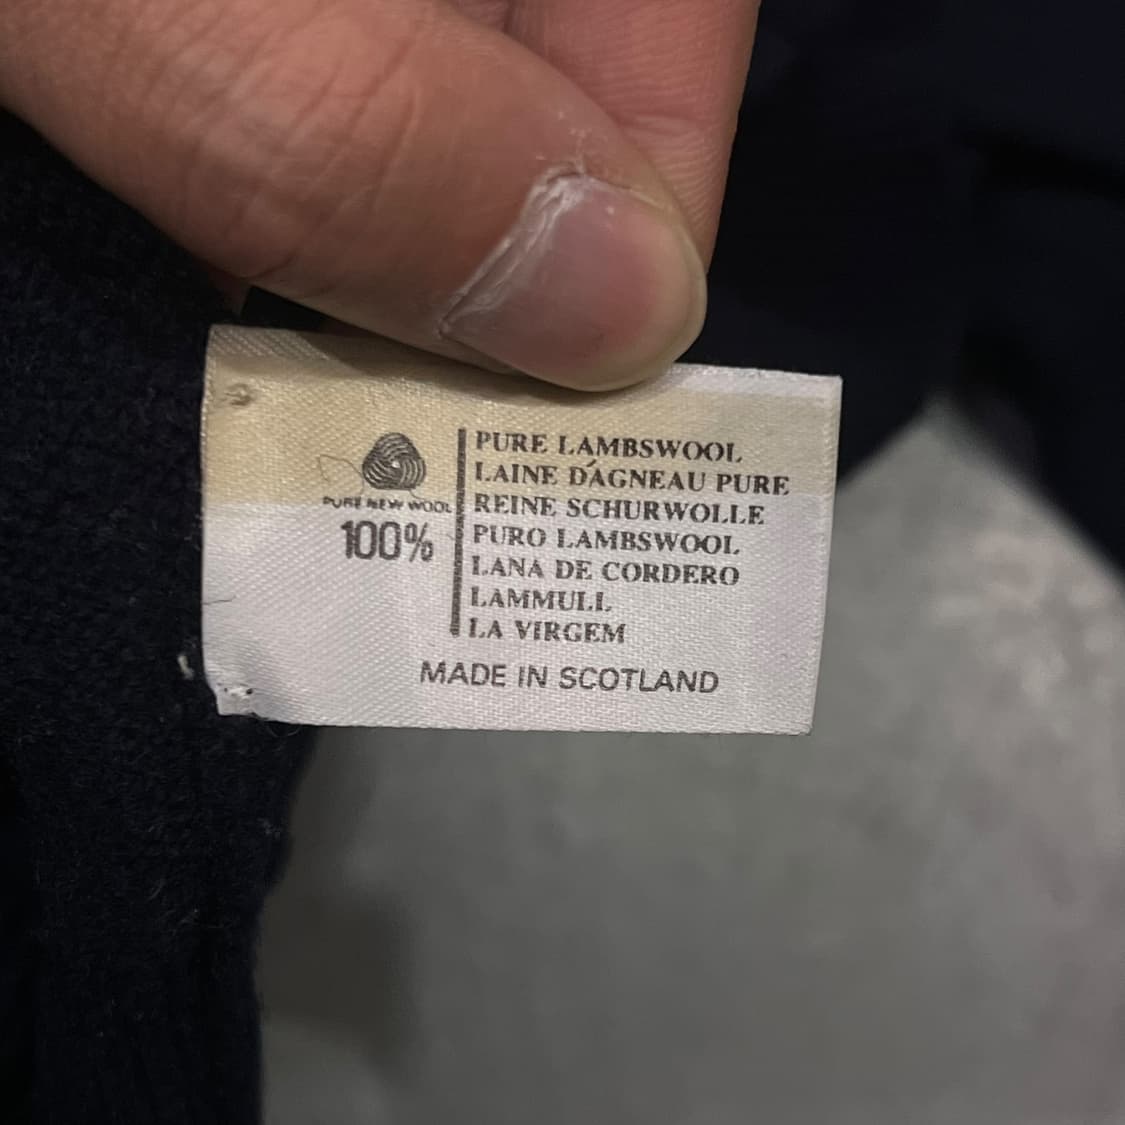 PURE NEW WOOL
100%
PURE LAMBSWOOL
LAINE D'AGNEAU PURE
REINE SCHURWOLLE
PURO LAMBSWOOL
LANA DE CORDERO
LAMMULL
LA VIRGEM
MADE IN SCOTLAND